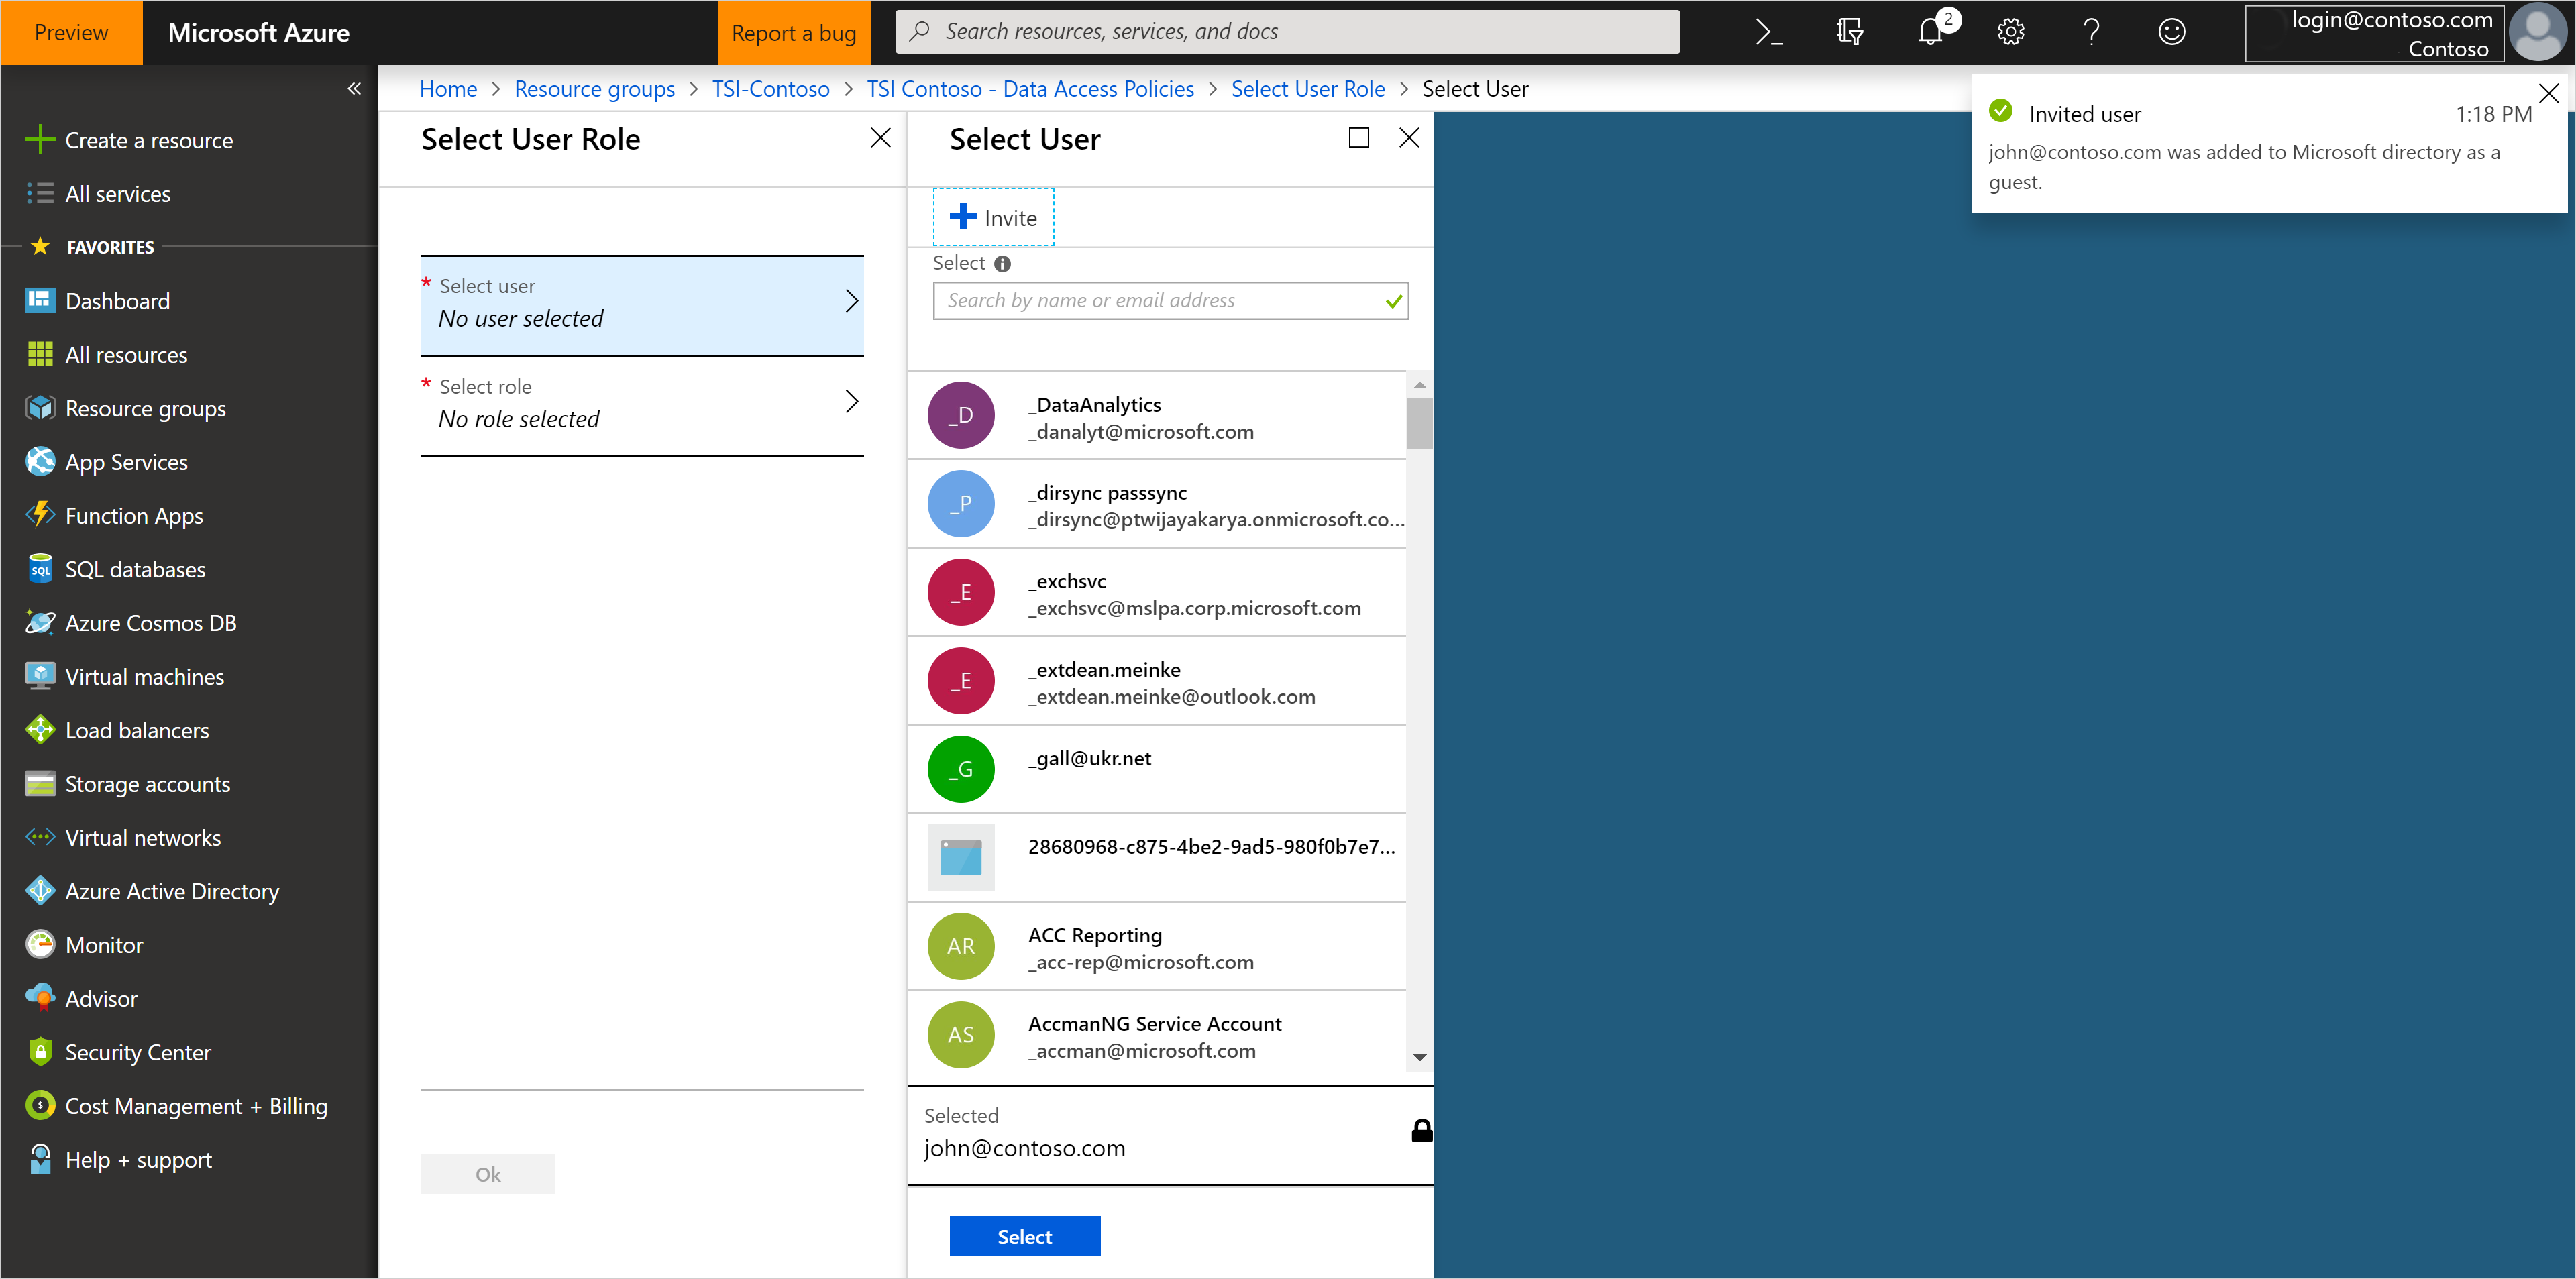 Preview
Microsoft Azure
Report a bug
Search resources, services, and docs
2
login@contoso.com
Contoso
Home > Resource groups > TSI-Contoso > TSI Contoso - Data Access Policies > Select User Role > Select User
Invited user
1:18 PM
john@contoso.com was added to Microsoft directory as a
guest.
Create a resource
All services
FAVORITES
Dashboard
All resources
Resource groups
App Services
Function Apps
SQL
SQL databases
Azure Cosmos DB
Virtual machines
Load balancers
Storage accounts
Virtual networks
Azure Active Directory
Monitor
Advisor
Security Center
$
Cost Management + Billing
Help + support
Select User Role
* Select user
No user selected
* Select role
No role selected
Ok
Select User
Invite
Select
Search by name or email address
_D
_DataAnalytics
_danalyt@microsoft.com
_P
_dirsync passsync
_dirsync@ptwijayakarya.onmicrosoft.co...
_E
_exchsvc
_exchsvc@mslpa.corp.microsoft.com
_E
_extdean.meinke
_extdean.meinke@outlook.com
_G
_gall@ukr.net
28680968-c875-4be2-9ad5-980f0b7e7...
AR
ACC Reporting
_acc-rep@microsoft.com
AS
AccmanNG Service Account
_accman@microsoft.com
Selected
john@contoso.com
Select